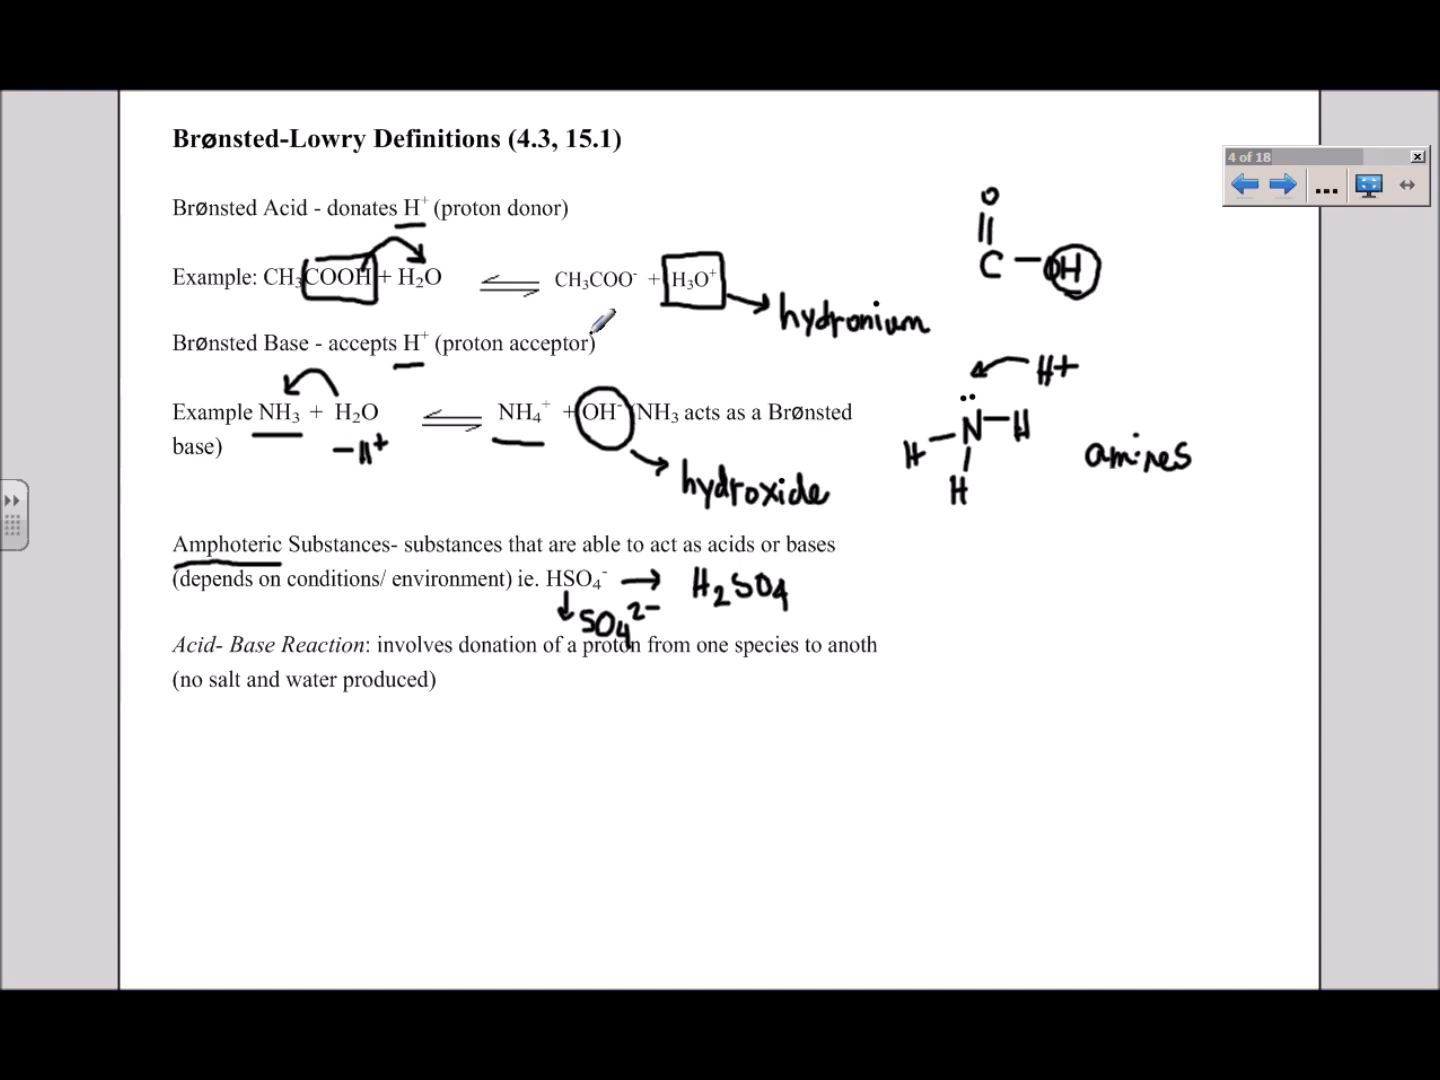 Brønsted-Lowry Definitions (4.3, 15.1)
4 of 18
Brønsted Acid - donates H⁺ (proton donor)
O
C - OH
Example: CH₃COOH + H₂O ⇌ CH₃COO⁻ + H₃O⁺
hydronium
Brønsted Base - accepts H⁺ (proton acceptor)
H+
Example NH₃ + H₂O ⇌ NH₄⁺ + OH⁻ (NH₃ acts as a Brønsted
base)
-H⁺
H-N-H
H
amines
hydroxide
Amphoteric Substances- substances that are able to act as acids or bases
(depends on conditions/ environment) ie. HSO₄⁻ → H₂SO₄
↓ SO₄²⁻
Acid- Base Reaction: involves donation of a proton from one species to anoth
(no salt and water produced)